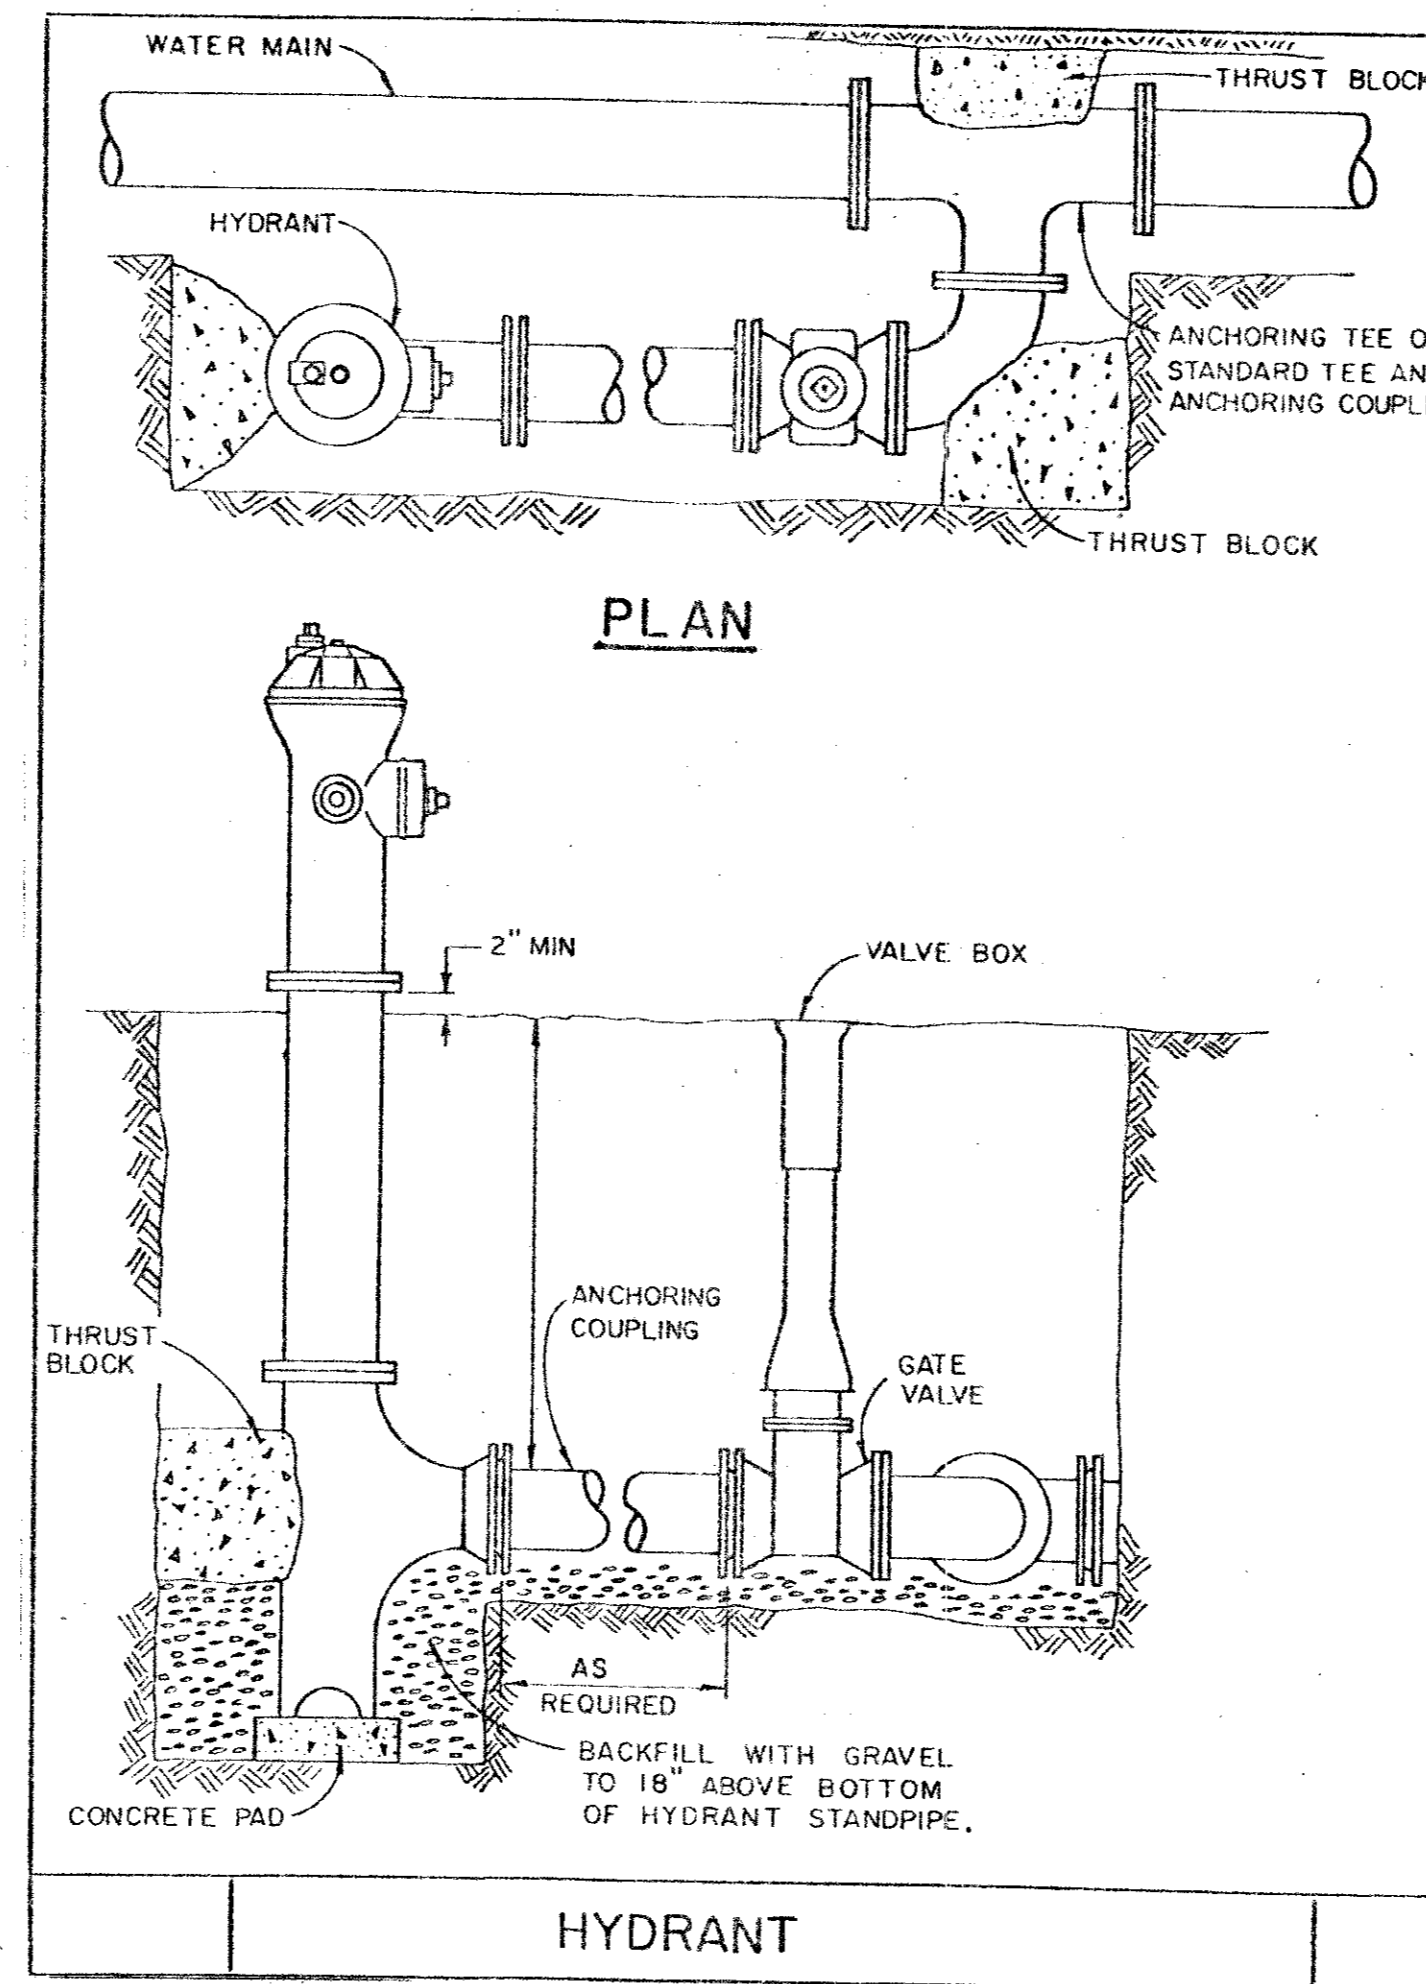 WATER MAIN
THRUST BLOCK
HYDRANT
ANCHORING TEE O
STANDARD TEE AN
ANCHORING COUPL
THRUST BLOCK
PLAN
2" MIN
VALVE BOX
ANCHORING
COUPLING
THRUST
BLOCK
GATE
VALVE
AS
REQUIRED
BACKFILL WITH GRAVEL
TO 18" ABOVE BOTTOM
OF HYDRANT STANDPIPE.
CONCRETE PAD
HYDRANT